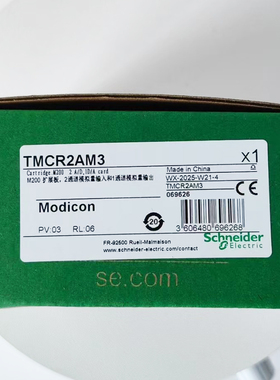 TMCR2AM3
x1
Cartridge M200 2 A/D,1D/A card
M200 扩展板, 2通道模拟量输入和1通道模拟量输出
Made in China
WX-2025-W21-4
TMCR2AM3
069626
Modicon
PV:03 RL:06
20
FR-92500 Rueil-Malmaison
www.schneider-electric.com/contact
3 606480 696268
Schneider
Electric
se.com